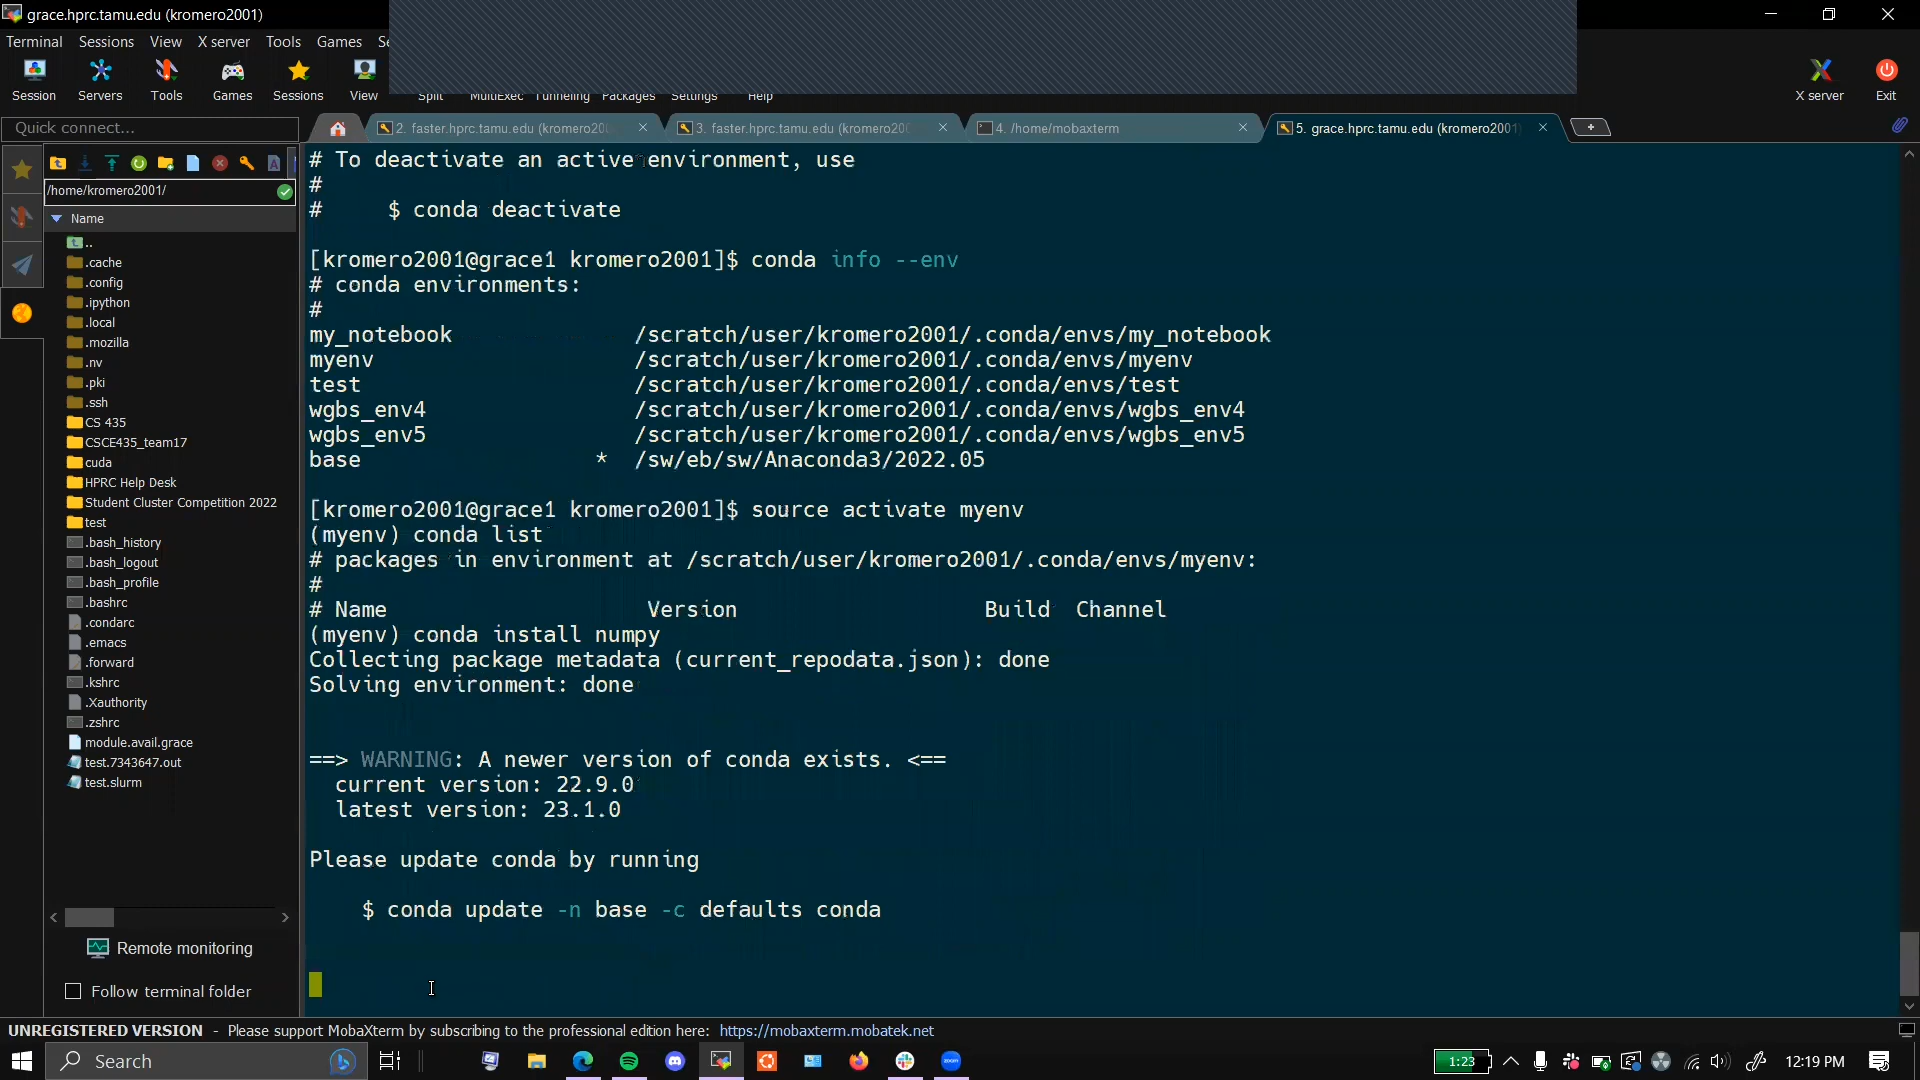 grace.hprc.tamu.edu (kromero2001)
Terminal Sessions View X server Tools Games
Session Servers Tools Games Sessions View Split MultiExec Tunneling Packages Settings Help X server Exit
Quick connect...
2. faster.hprc.tamu.edu (kromero20 3. faster.hprc.tamu.edu (kromero20 4. /home/mobaxterm 5. grace.hprc.tamu.edu (kromero2001)
/home/kromero2001/
Name
..
.cache
.config
.ipython
.local
.mozilla
.nv
.pki
.ssh
CS 435
CSCE435_team17
cuda
HPRC Help Desk
Student Cluster Competition 2022
test
.bash_history
.bash_logout
.bash_profile
.bashrc
.condarc
.emacs
.forward
.kshrc
.Xauthority
.zshrc
module.avail.grace
test.7343647.out
test.slurm
Remote monitoring
Follow terminal folder
# To deactivate an active environment, use
#
#     $ conda deactivate
[kromero2001@grace1 kromero2001]$ conda info --env
# conda environments:
#
my_notebook              /scratch/user/kromero2001/.conda/envs/my_notebook
myenv                    /scratch/user/kromero2001/.conda/envs/myenv
test                     /scratch/user/kromero2001/.conda/envs/test
wgbs_env4                /scratch/user/kromero2001/.conda/envs/wgbs_env4
wgbs_env5                /scratch/user/kromero2001/.conda/envs/wgbs_env5
base                  *  /sw/eb/sw/Anaconda3/2022.05
[kromero2001@grace1 kromero2001]$ source activate myenv
(myenv) conda list
# packages in environment at /scratch/user/kromero2001/.conda/envs/myenv:
#
# Name                    Version                   Build  Channel
(myenv) conda install numpy
Collecting package metadata (current_repodata.json): done
Solving environment: done
==> WARNING: A newer version of conda exists. <==
  current version: 22.9.0
  latest version: 23.1.0
Please update conda by running
    $ conda update -n base -c defaults conda
UNREGISTERED VERSION - Please support MobaXterm by subscribing to the professional edition here: https://mobaxterm.mobatek.net
Search 1:23 12:19 PM